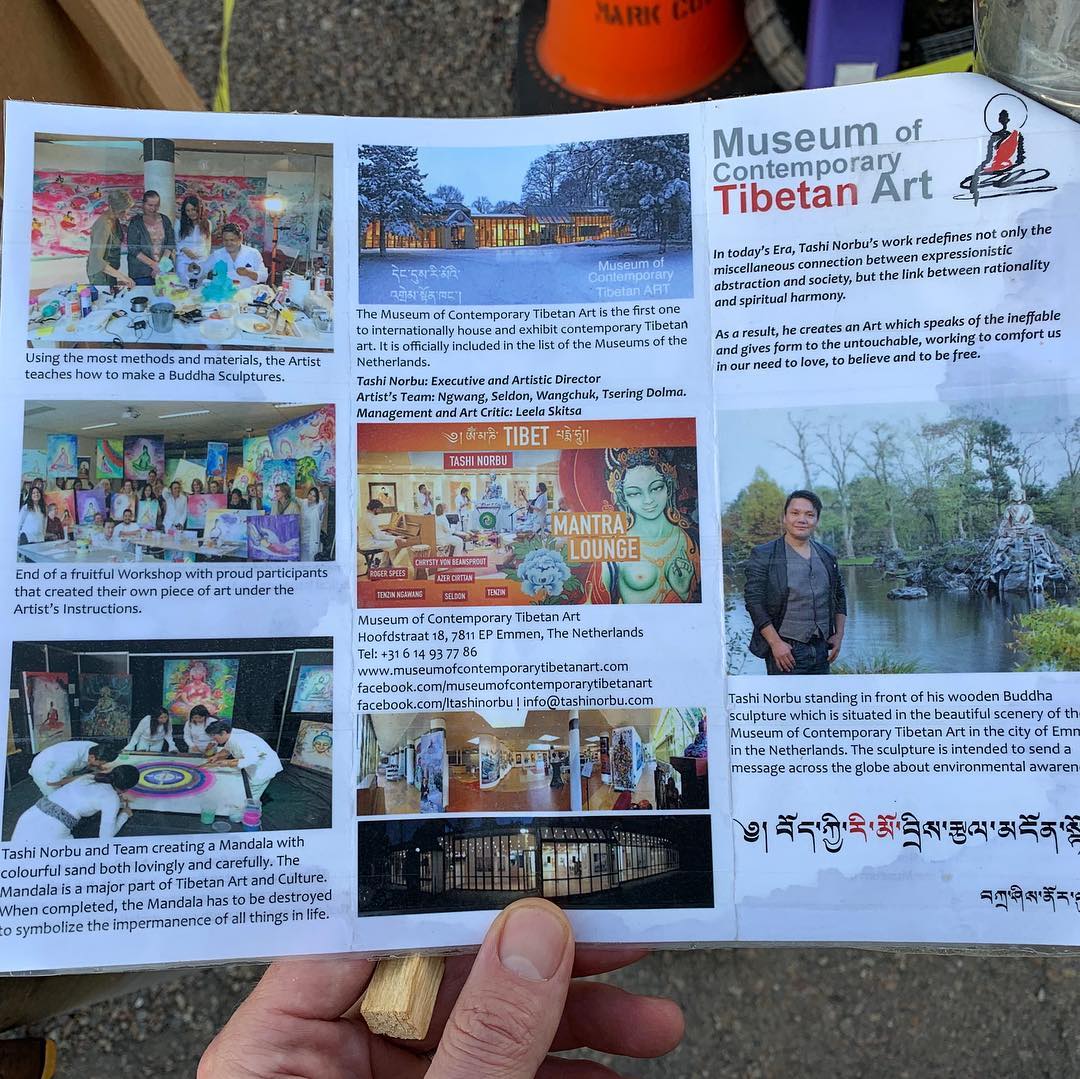 MARK
Using the most methods and materials, the Artist
teaches how to make a Buddha Sculptures.
End of a fruitful Workshop with proud participants
that created their own piece of art under the
Artist's Instructions.
Tashi Norbu and Team creating a Mandala with
colourful sand both lovingly and carefully. The
Mandala is a major part of Tibetan Art and Culture.
When completed, the Mandala has to be destroyed
to symbolize the impermanence of all things in life.
Museum of
Contemporary
Tibetan ART
The Museum of Contemporary Tibetan Art is the first one
to internationally house and exhibit contemporary Tibetan
art. It is officially included in the list of the Museums of the
Netherlands.
Tashi Norbu: Executive and Artistic Director
Artist's Team: Ngwang, Seldon, Wangchuk, Tsering Dolma.
Management and Art Critic: Leela Skitsa
༄༅། ཨོཾ་མ་ཎི་ TIBET པདྨེ་ཧཱུྃ།།
TASHI NORBU
MANTRA
LOUNGE
CHRYSTY VON BEANSPROUT
ROGER SPEES
AZER CIRTTAN
TENZIN NGAWANG
SELDON
TENZIN
Museum of Contemporary Tibetan Art
Hoofdstraat 18, 7811 EP Emmen, The Netherlands
Tel: +31 6 14 93 77 86
www.museumofcontemporarytibetanart.com
facebook.com/museumofcontemporarytibetanart
facebook.com/ltashinorbu | info@tashinorbu.com
Museum of
Contemporary
Tibetan Art
In today's Era, Tashi Norbu's work redefines not only the
miscellaneous connection between expressionistic
abstraction and society, but the link between rationality
and spiritual harmony.
As a result, he creates an Art which speaks of the ineffable
and gives form to the untouchable, working to comfort us
in our need to love, to believe and to be free.
Tashi Norbu standing in front of his wooden Buddha
sculpture which is situated in the beautiful scenery of the
Museum of Contemporary Tibetan Art in the city of Emm
in the Netherlands. The sculpture is intended to send a
message across the globe about environmental awaren
༄། བོད་ཀྱི་རི་མོ་བྲིས་རྩལ་མངོན་སྟོ
བཀྲ་ཤིས་ནོར་བུ